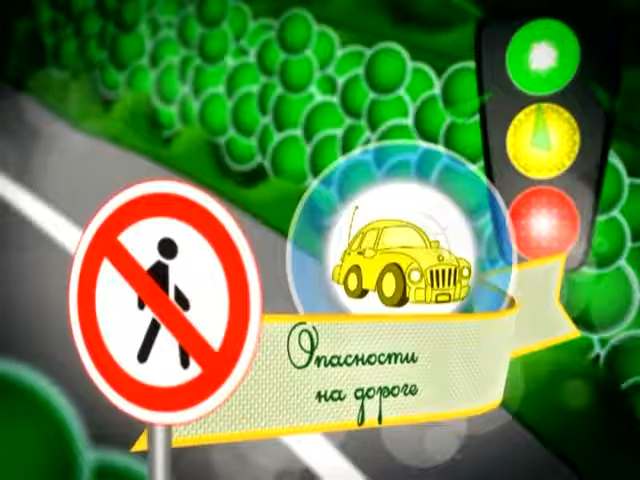 Опасности
на дороге